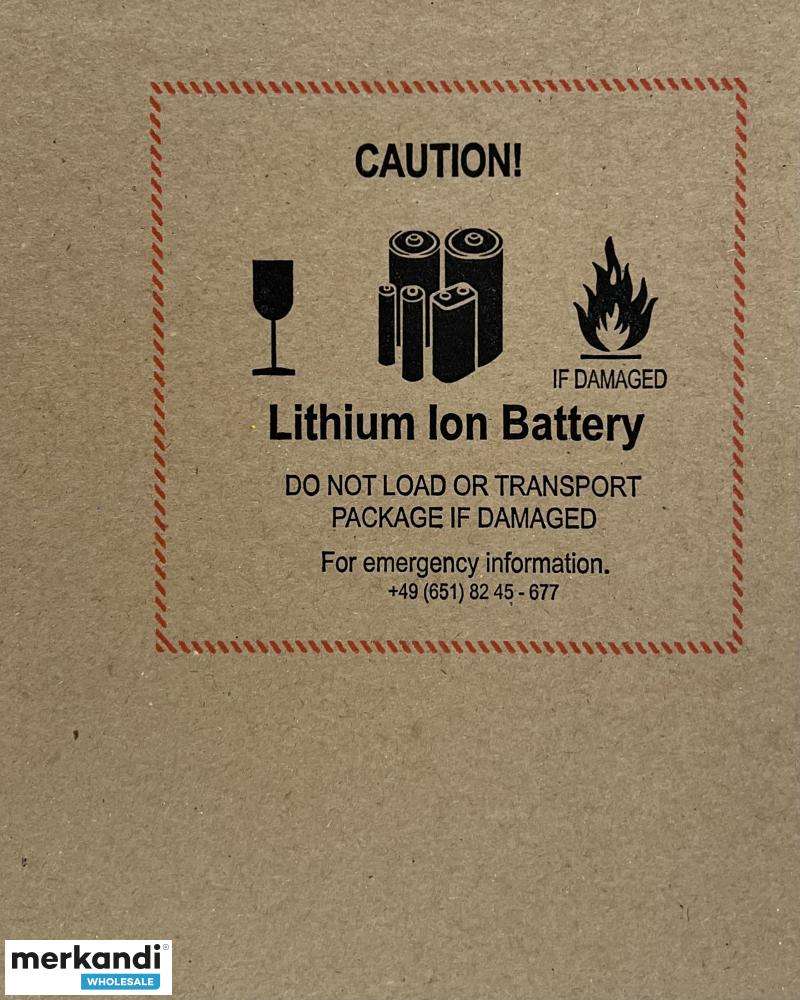 CAUTION!
IF DAMAGED
Lithium Ion Battery
DO NOT LOAD OR TRANSPORT
PACKAGE IF DAMAGED
For emergency information.
+49 (651) 82 45 - 677
merkandi®
WHOLESALE